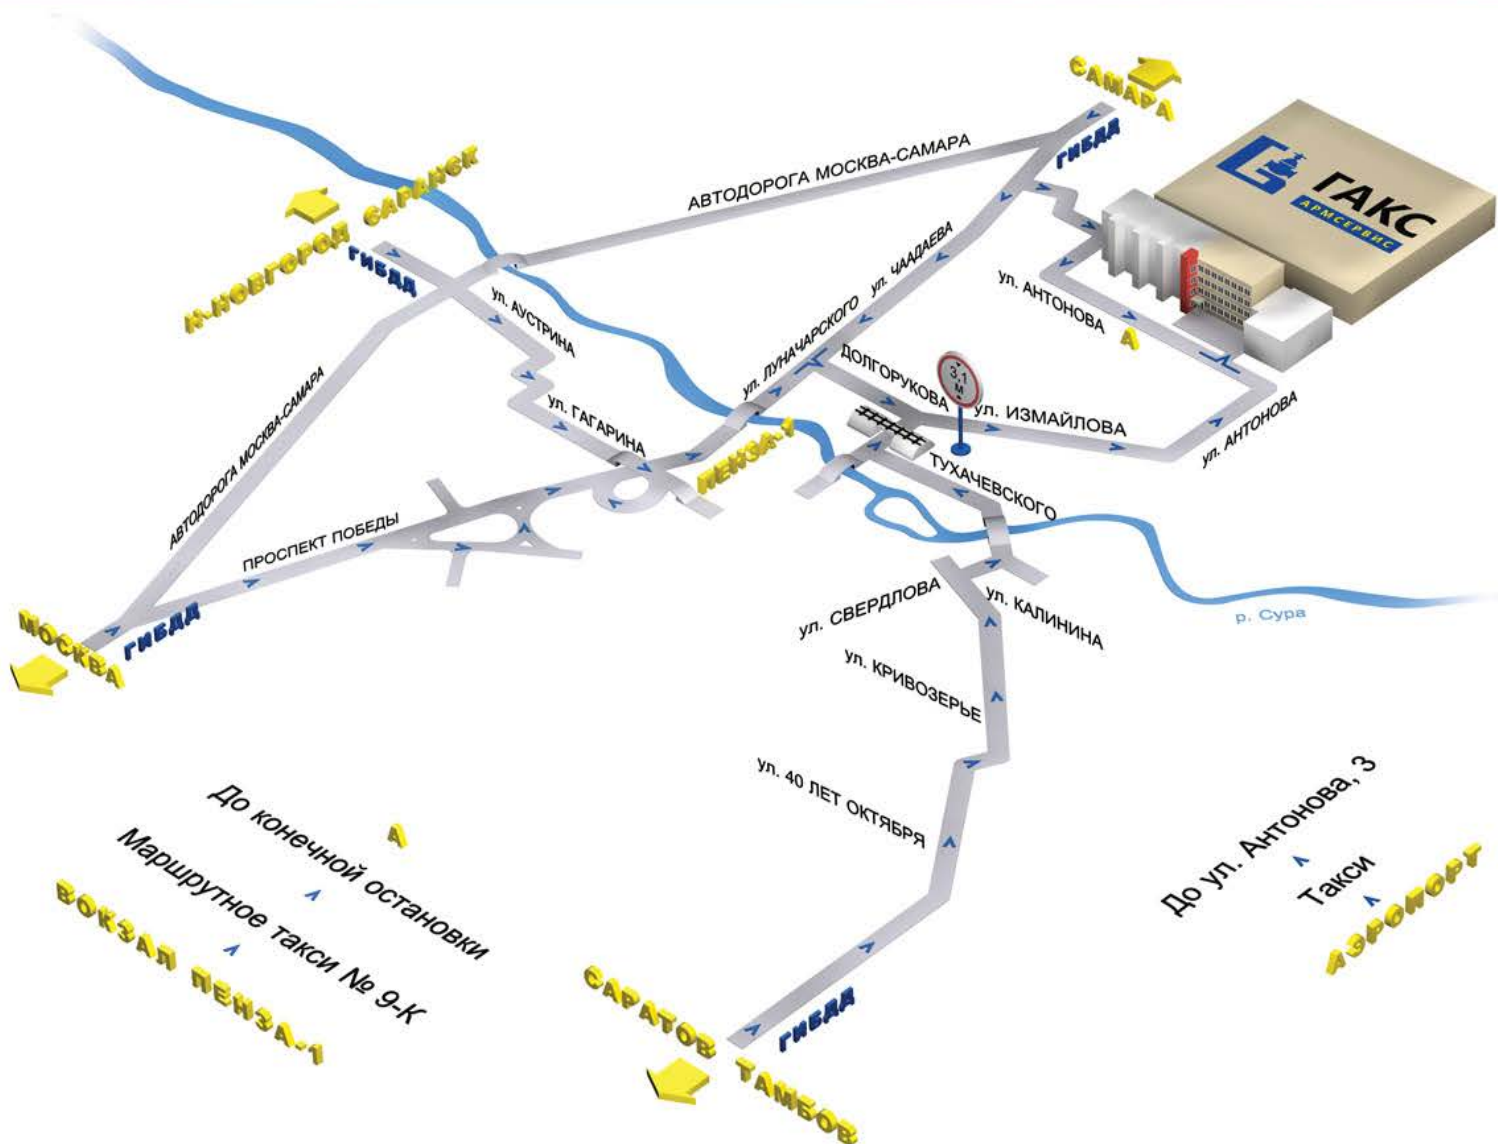 САМАРА
ГИБДД
АВТОДОРОГА МОСКВА-САМАРА
ГАКС
АРМСЕРВИС
Н-НОВГОРОД САРАНСК
ГИБДД
ул. ЧААДАЕВА
ул. АНТОНОВА
А
ул. АУСТРИНА
ул. ЛУНАЧАРСКОГО
ДОЛГОРУКОВА
3,1
м
ул. ИЗМАЙЛОВА
ул. АНТОНОВА
ул. ГАГАРИНА
ПЕНЗА-1
ТУХАЧЕВСКОГО
АВТОДОРОГА МОСКВА-САМАРА
ПРОСПЕКТ ПОБЕДЫ
МОСКВА
ГИБДД
ул. СВЕРДЛОВА
ул. КАЛИНИНА
р. Сура
ул. КРИВОЗЕРЬЕ
ул. 40 ЛЕТ ОКТЯБРЯ
До конечной остановки
А
Маршрутное такси № 9-К
ВОКЗАЛ ПЕНЗА-1
До ул. Антонова, 3
Такси
АЭРОПОРТ
САРАТОВ
ТАМБОВ
ГИБДД